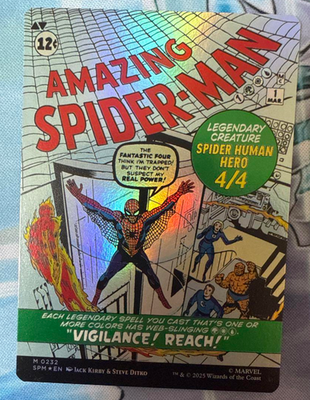 12¢
AMAZING
SPIDER-MAN
1
MAR.
LEGENDARY
CREATURE
SPIDER HUMAN
HERO
4/4
THE
FANTASTIC FOUR
THINK I'M TRAPPED!
BUT THEY DON'T
SUSPECT MY
REAL POWER!
EACH LEGENDARY SPELL YOU CAST THAT'S ONE OR
MORE COLORS HAS WEB-SLINGING
"VIGILANCE! REACH!"
M 0232
SPM★EN JACK KIRBY & STEVE DITKO
© MARVEL
™ & © 2025 Wizards of the Coast